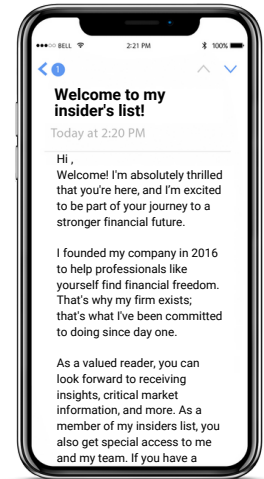 BELL 2:21 PM 100%
1
Welcome to my
insider's list!
Today at 2:20 PM
Hi ,
Welcome! I'm absolutely thrilled
that you're here, and I'm excited
to be part of your journey to a
stronger financial future.
I founded my company in 2016
to help professionals like
yourself find financial freedom.
That's why my firm exists;
that's what I've been committed
to doing since day one.
As a valued reader, you can
look forward to receiving
insights, critical market
information, and more. As a
member of my insiders list, you
also get special access to me
and my team. If you have a